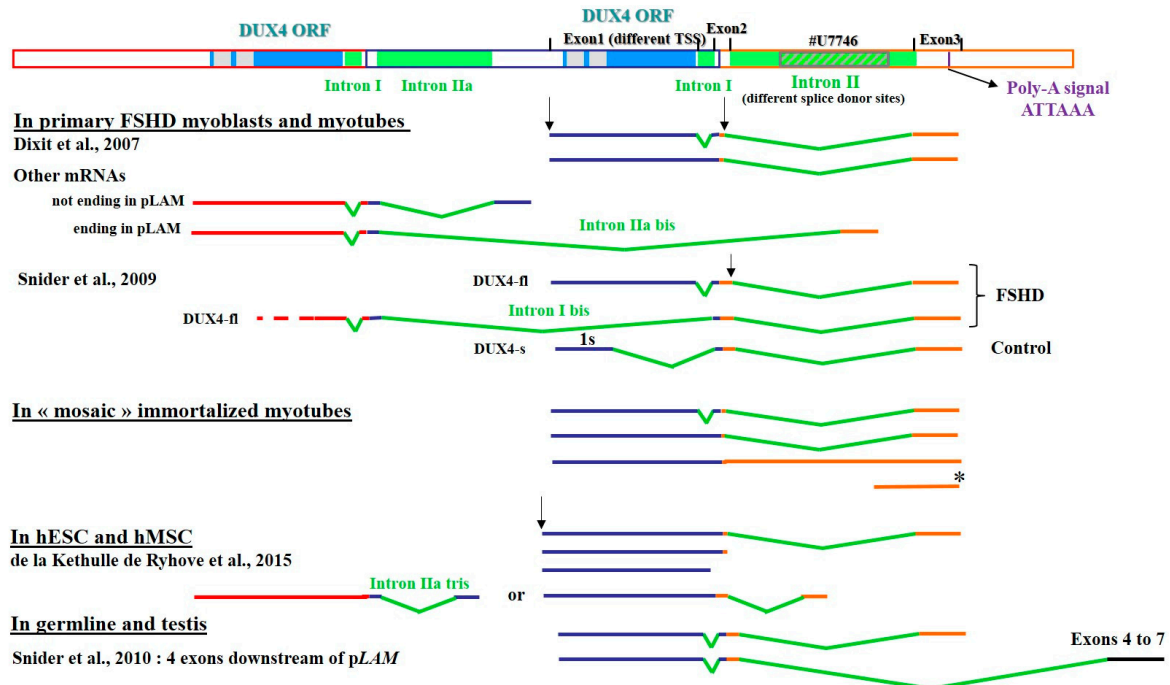 DUX4 ORF
DUX4 ORF
Exon1 (different TSS)
Exon2
#U7746
Exon3
Intron I
Intron IIa
Intron I
Intron II
(different splice donor sites)
Poly-A signal
ATTAAA
In primary FSHD myoblasts and myotubes
Dixit et al., 2007
Other mRNAs
not ending in pLAM
ending in pLAM
Intron IIa bis
Snider et al., 2009
DUX4-fl
FSHD
DUX4-fl
Intron I bis
DUX4-s
1s
Control
In « mosaic » immortalized myotubes
*
In hESC and hMSC
de la Kethulle de Ryhove et al., 2015
Intron IIa tris
or
In germline and testis
Snider et al., 2010 : 4 exons downstream of pLAM
Exons 4 to 7